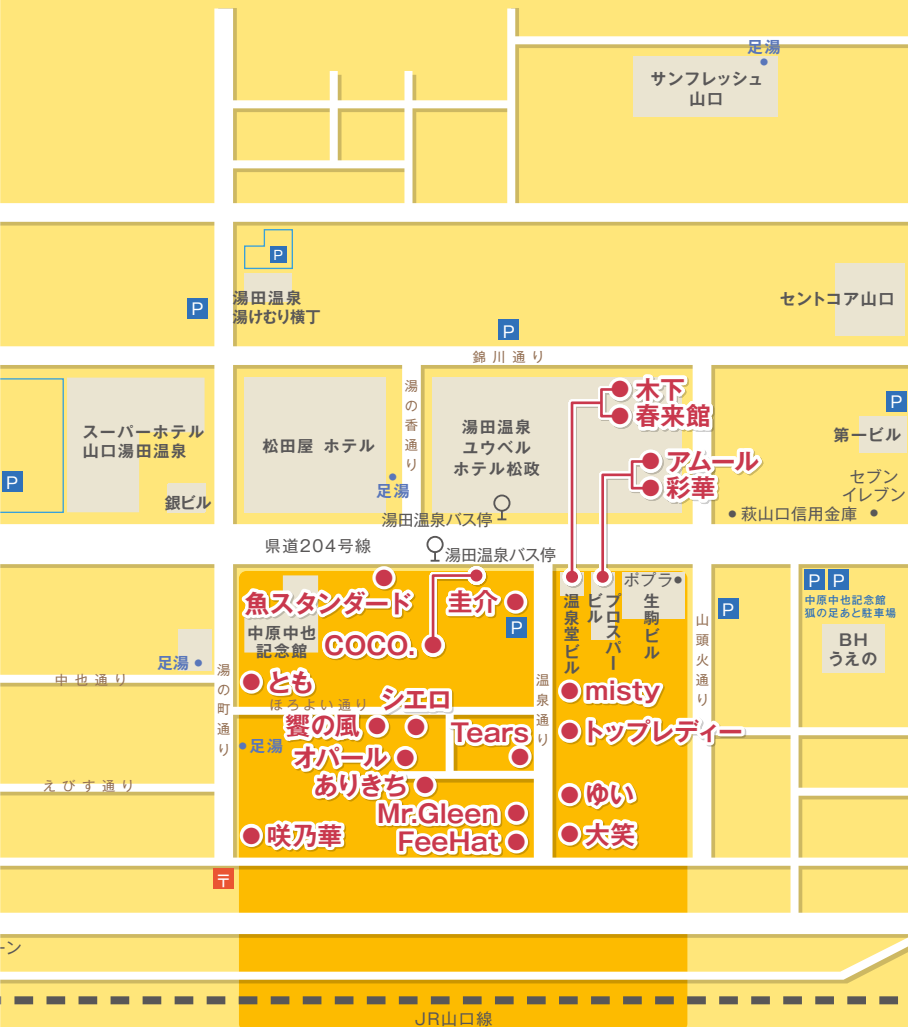 足湯
サンフレッシュ
山口
P
湯田温泉
湯けむり横丁
P
セントコア山口
P
錦川通り
木下
春来館
湯の香通り
スーパーホテル
山口湯田温泉
松田屋 ホテル
湯田温泉
ユウベル
ホテル松政
P
第一ビル
アムール
彩華
P
銀ビル
足湯
セブン
イレブン
湯田温泉バス停
萩山口信用金庫
県道204号線
湯田温泉バス停
魚スタンダード
圭介
P
COCO.
中原中也
記念館
温泉堂ビル
プロスパー
ビル
ポプラ
生駒ビル
P
山頭火通り
P P
中原中也記念館
狐の足あと駐車場
BH
うえの
足湯
中也通り
湯の町通り
とも
ほろよい通り
シエロ
温泉通り
misty
饗の風
Tears
トップレディー
足湯
オパール
ありきち
えびす通り
Mr.Gleen
ゆい
咲乃華
FeeHat
大笑
〒
ーン
JR山口線